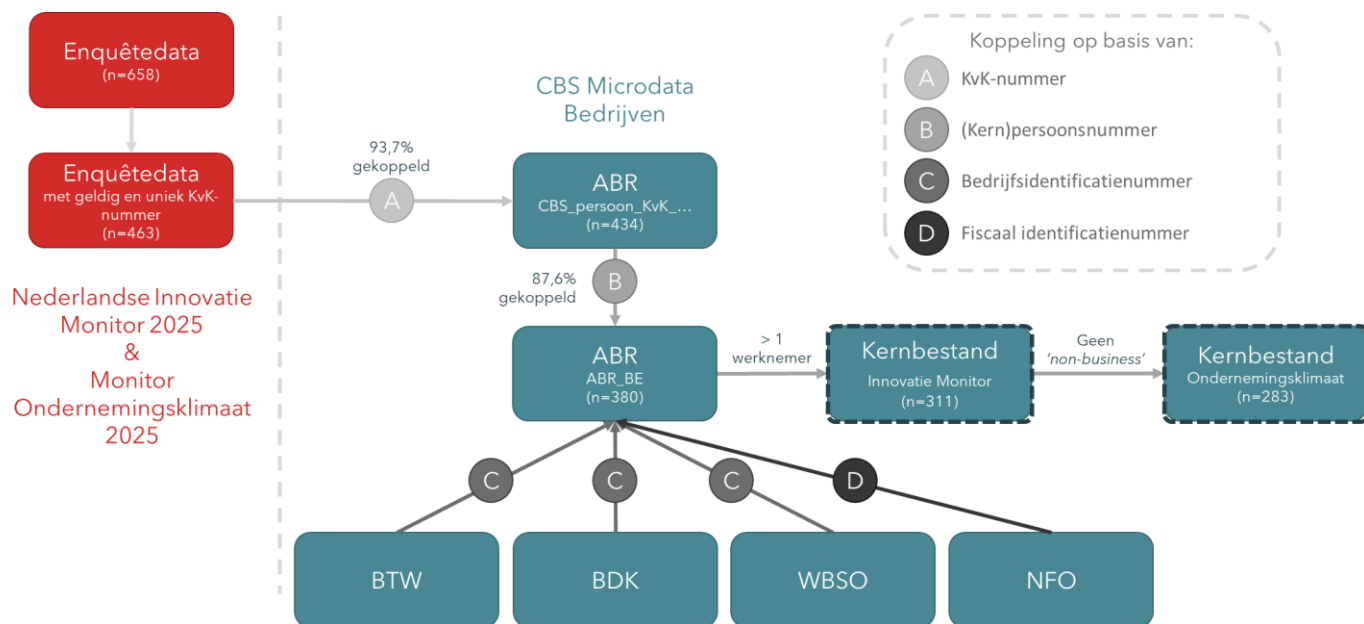 Enquêtedata
(n=658)
Enquêtedata
met geldig en uniek KvK-
nummer
(n=463)
Nederlandse Innovatie
Monitor 2025
&
Monitor
Ondernemingsklimaat
2025
93,7%
gekoppeld
A
CBS Microdata
Bedrijven
ABR
CBS_persoon_KvK_...
(n=434)
87,6%
gekoppeld
B
ABR
ABR_BE
(n=380)
> 1
werknemer
Kernbestand
Innovatie Monitor
(n=311)
Geen
'non-business'
Kernbestand
Ondernemingsklimaat
(n=283)
Koppeling op basis van:
A KvK-nummer
B (Kern)persoonsnummer
C Bedrijfsidentificatienummer
D Fiscaal identificatienummer
C
C
C
D
BTW
BDK
WBSO
NFO